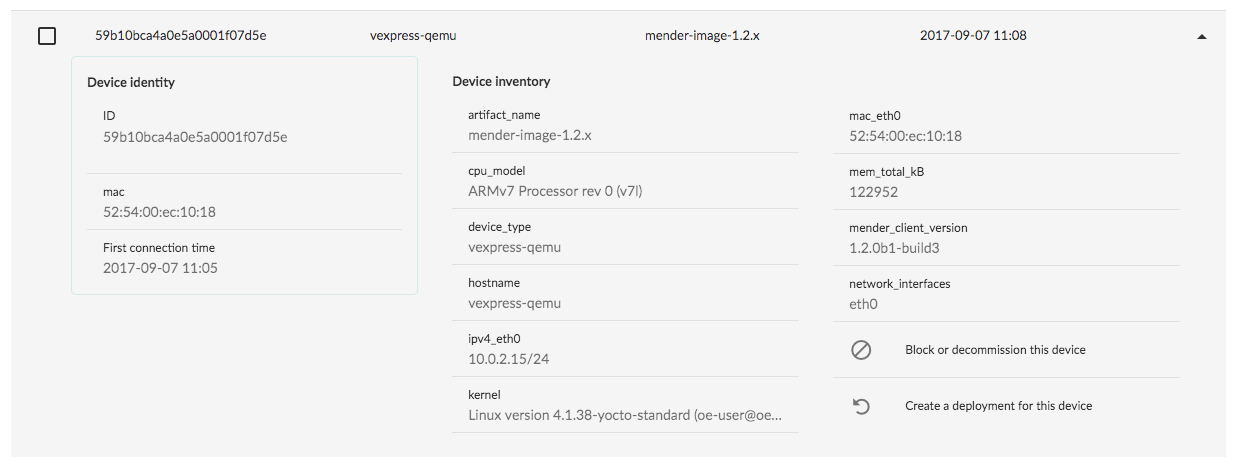 59b10bca4a0e5a0001f07d5e vexpress-qemu mender-image-1.2.x 2017-09-07 11:08
Device identity
ID
59b10bca4a0e5a0001f07d5e
mac
52:54:00:ec:10:18
First connection time
2017-09-07 11:05
Device inventory
artifact_name
mender-image-1.2.x
cpu_model
ARMv7 Processor rev 0 (v7l)
device_type
vexpress-qemu
hostname
vexpress-qemu
ipv4_eth0
10.0.2.15/24
kernel
Linux version 4.1.38-yocto-standard (oe-user@oe...
mac_eth0
52:54:00:ec:10:18
mem_total_kB
122952
mender_client_version
1.2.0b1-build3
network_interfaces
eth0
Block or decommission this device
Create a deployment for this device